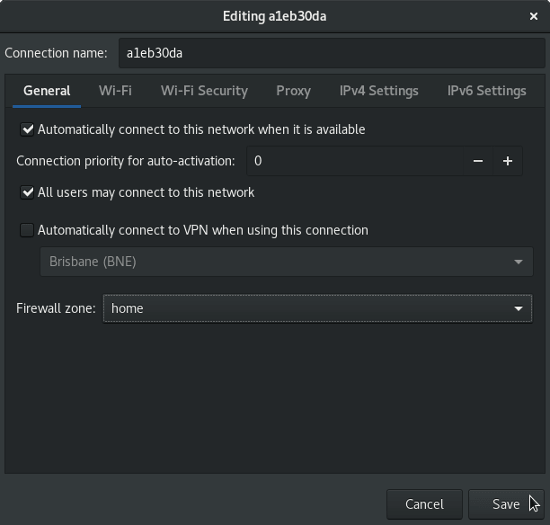 Editing a1eb30da
Connection name: a1eb30da
General Wi-Fi Wi-Fi Security Proxy IPv4 Settings IPv6 Settings
Automatically connect to this network when it is available
Connection priority for auto-activation: 0
All users may connect to this network
Automatically connect to VPN when using this connection
Brisbane (BNE)
Firewall zone: home
Cancel Save